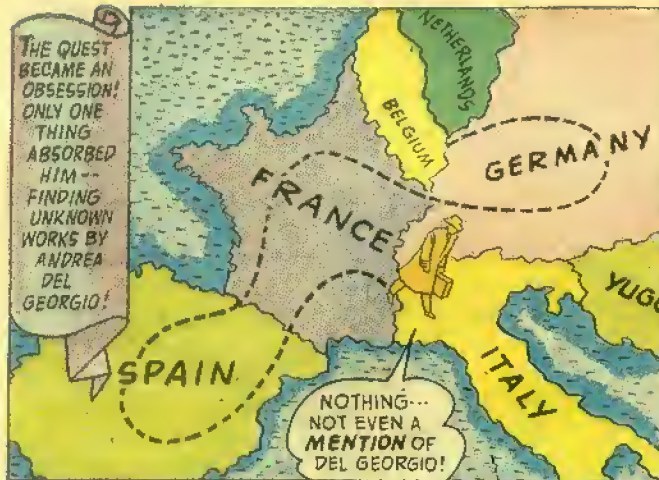 THE QUEST
BECAME AN
OBSESSION!
ONLY ONE
THING
ABSORBED
HIM--
FINDING
UNKNOWN
WORKS BY
ANDREA
DEL
GEORGIO!
NETHERLANDS
BELGIUM
GERMANY
FRANCE
YUGO
SPAIN
ITALY
NOTHING...
NOT EVEN A
MENTION OF
DEL GEORGIO!